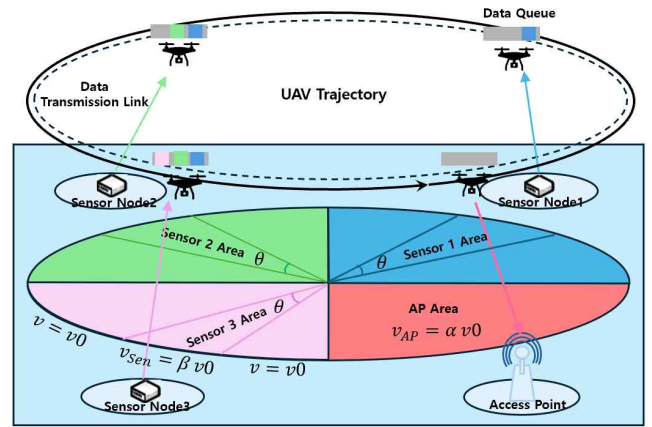 Data Queue
Data
Transmission Link
UAV Trajectory
Sensor Node2
Sensor Node1
Sensor 2 Area
θ
θ
Sensor 1 Area
Sensor 3 Area
θ
AP Area
v_AP = α v0
v = v0
v_Sen = β v0
v = v0
Sensor Node3
Access Point